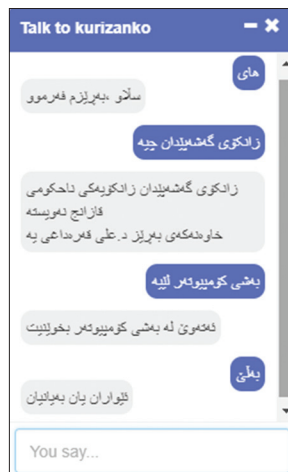 Talk to kurizanko
های
سڵاو ،بەڕێزم فەرموو
زانکۆی گەشەپێدان چیە
زانکۆی گەشەپێدان زانکۆیەکی ناحکومی
قازانج نەویستە
خاوەنەکەی بەڕێز د.علی قەرەداغی یە
بەشی کۆمپیوتەر لێیە
ئەتەوێ لە بەشی کۆمپیوتەر بخوێنیت
بەڵێ
ئێواران یان بەیانیان
You say...